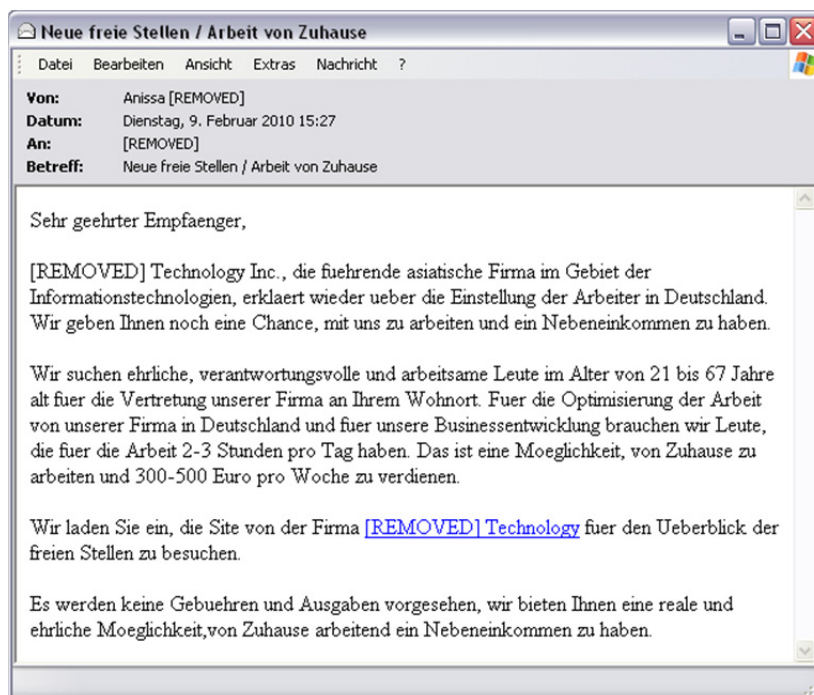 Neue freie Stellen / Arbeit von Zuhause
Datei Bearbeiten Ansicht Extras Nachricht ?
Von: Anissa [REMOVED]
Datum: Dienstag, 9. Februar 2010 15:27
An: [REMOVED]
Betreff: Neue freie Stellen / Arbeit von Zuhause
Sehr geehrter Empfaenger,
[REMOVED] Technology Inc., die fuehrende asiatische Firma im Gebiet der
Informationstechnologien, erklaert wieder ueber die Einstellung der Arbeiter in Deutschland.
Wir geben Ihnen noch eine Chance, mit uns zu arbeiten und ein Nebeneinkommen zu haben.
Wir suchen ehrliche, verantwortungsvolle und arbeitsame Leute im Alter von 21 bis 67 Jahre
alt fuer die Vertretung unserer Firma an Ihrem Wohnort. Fuer die Optimisierung der Arbeit
von unserer Firma in Deutschland und fuer unsere Businessentwicklung brauchen wir Leute,
die fuer die Arbeit 2-3 Stunden pro Tag haben. Das ist eine Moeglichkeit, von Zuhause zu
arbeiten und 300-500 Euro pro Woche zu verdienen.
Wir laden Sie ein, die Site von der Firma [REMOVED] Technology fuer den Ueberblick der
freien Stellen zu besuchen.
Es werden keine Gebuehren und Ausgaben vorgesehen, wir bieten Ihnen eine reale und
ehrliche Moeglichkeit,von Zuhause arbeitend ein Nebeneinkommen zu haben.